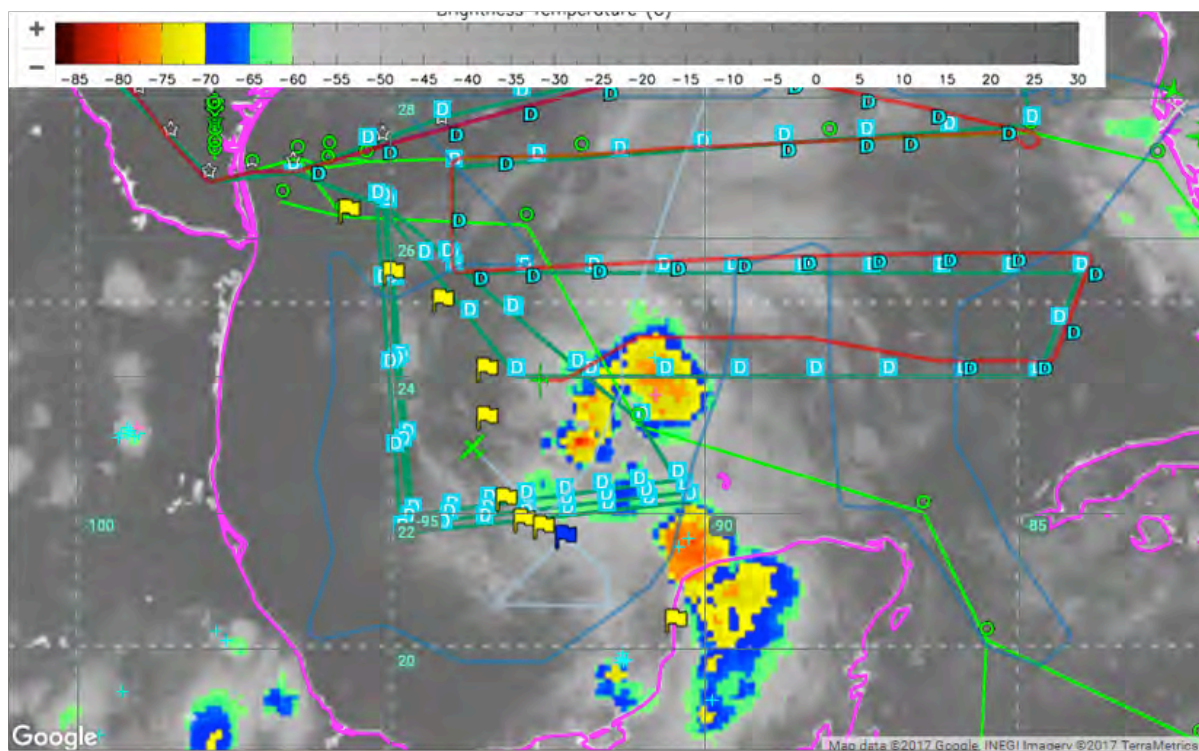 Brightness Temperature (C)
+
−
-85 -80 -75 -70 -65 -60 -55 -50 -45 -40 -35 -30 -25 -20 -15 -10 -5 0 5 10 15 20 25 30
28
26
24
-100 -95 -90 -85
22
20
Google
Map data ©2017 Google, INEGI Imagery ©2017 TerraMetrics